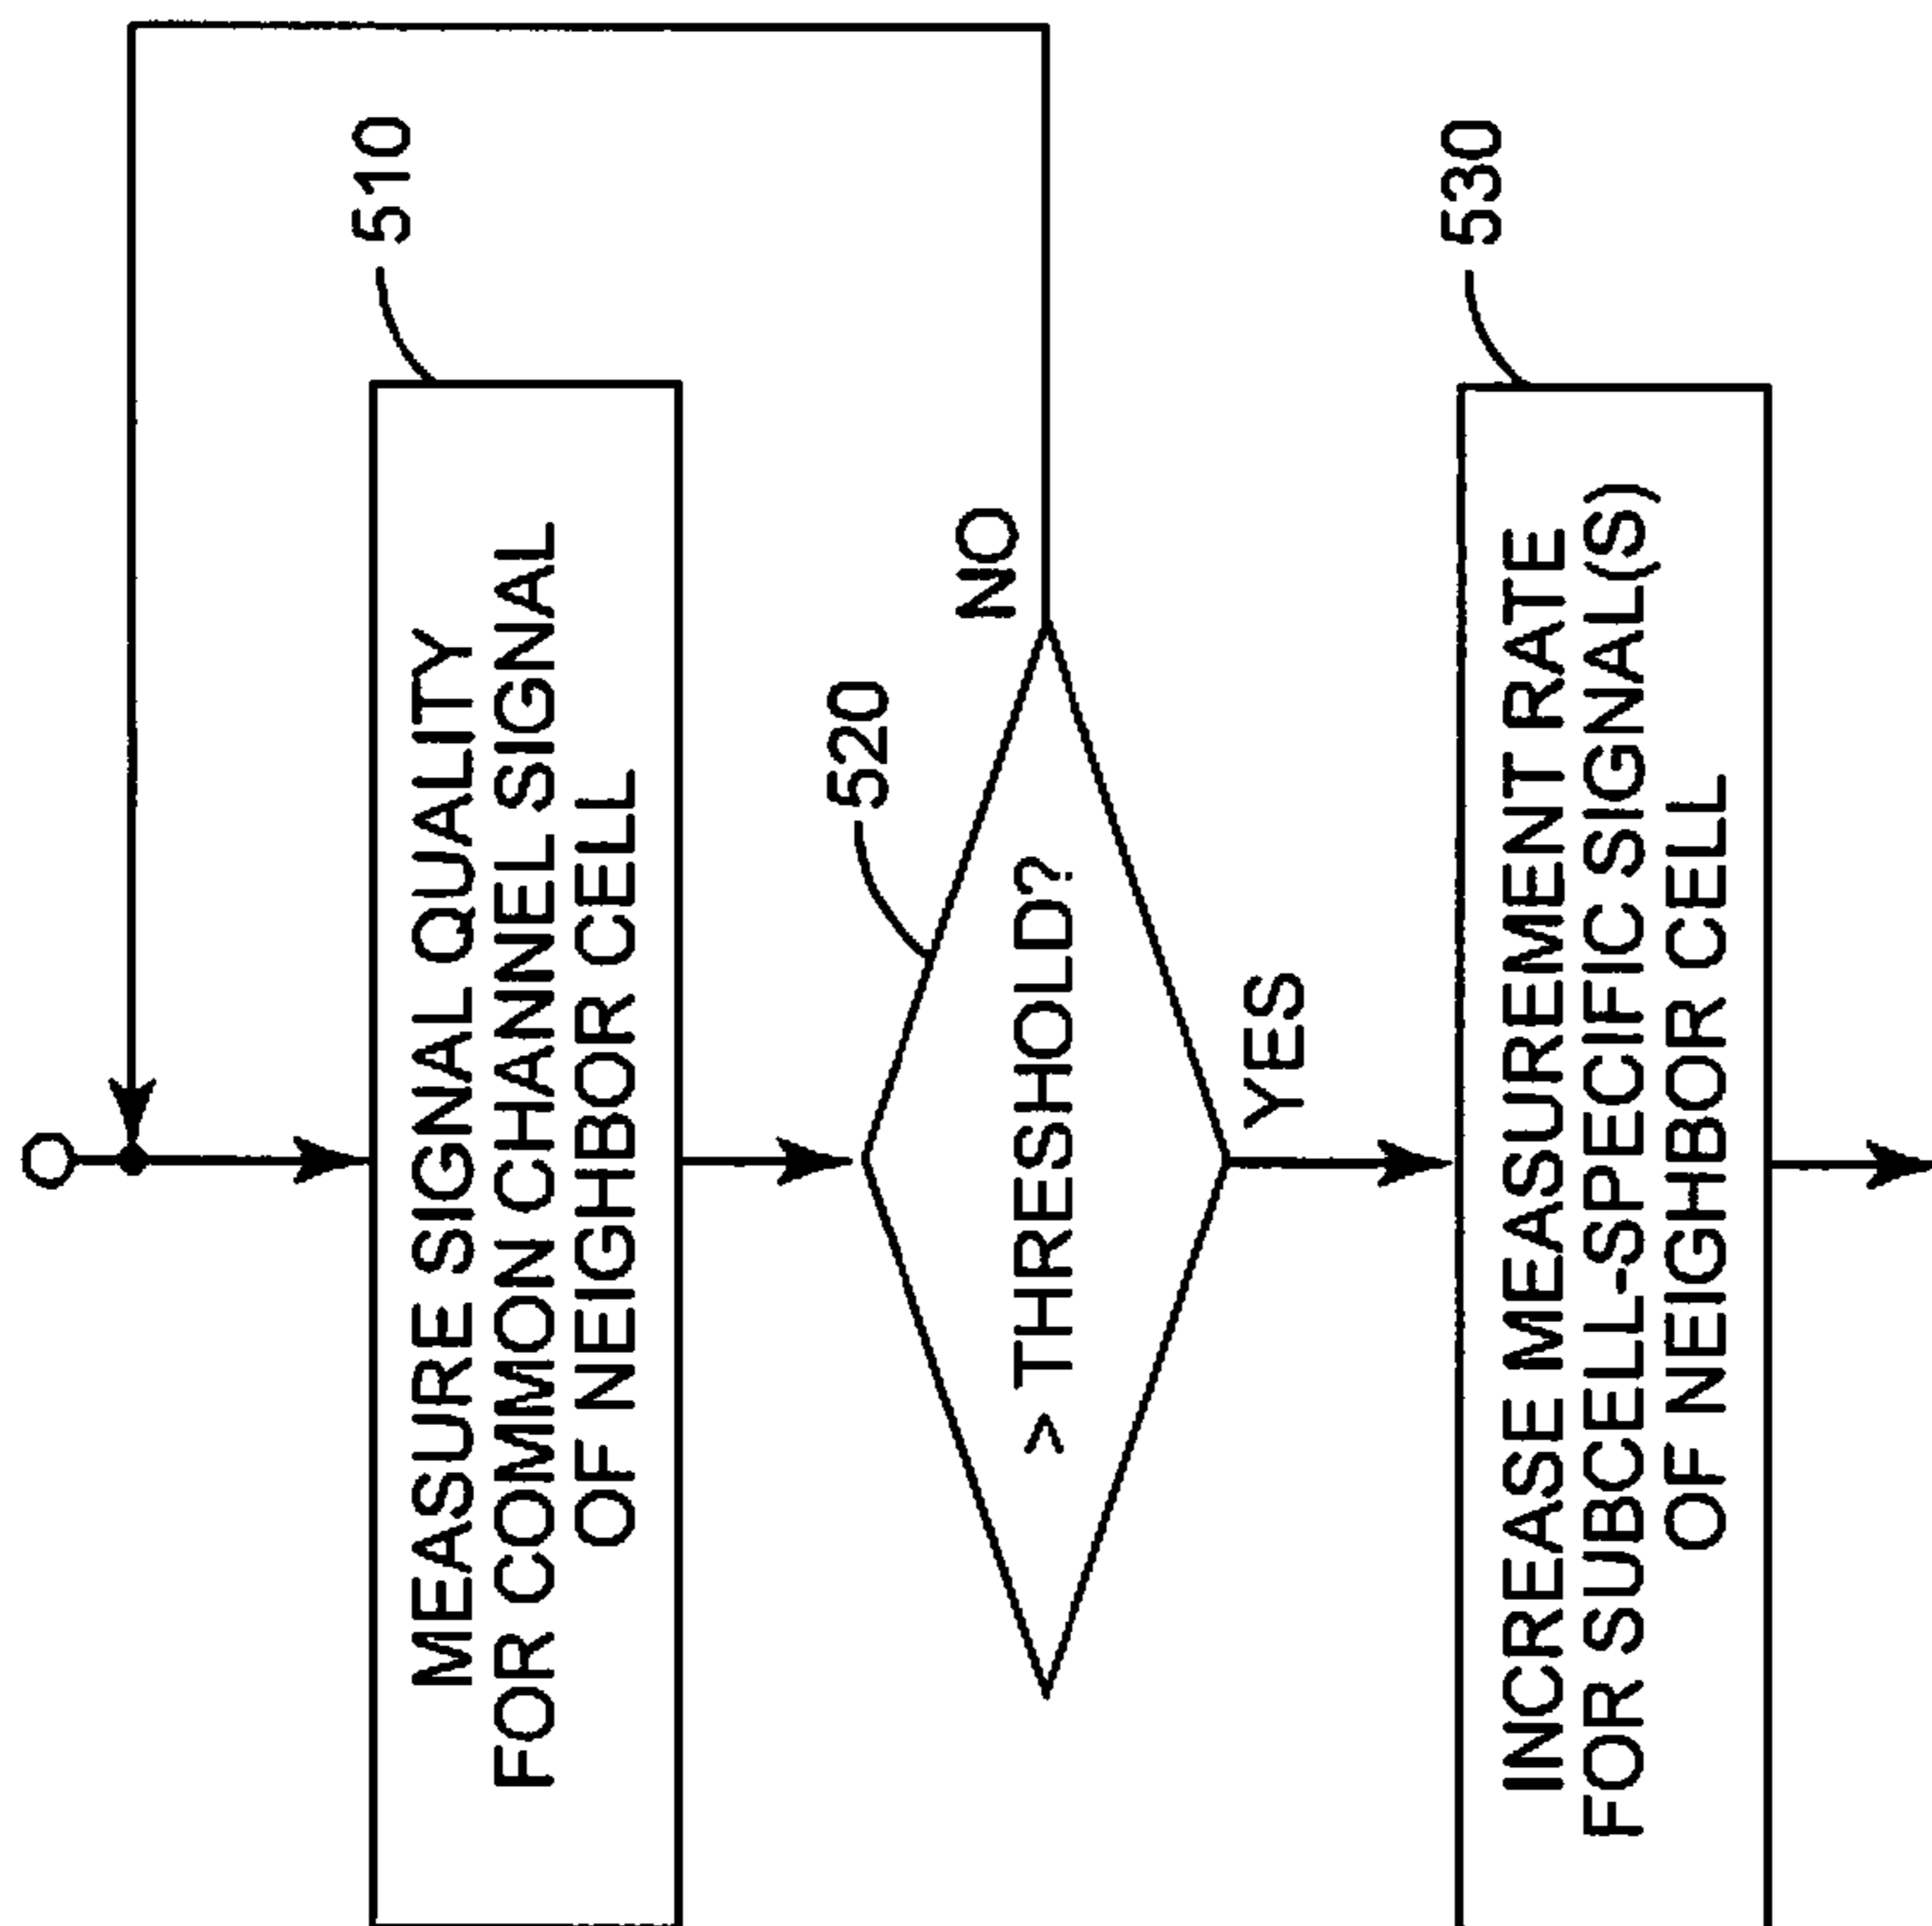 510
MEASURE SIGNAL QUALITY
FOR COMMON CHANNEL SIGNAL
OF NEIGHBOR CELL
520
> THRESHOLD?
NO
YES
530
INCREASE MEASUREMENT RATE
FOR SUBCELL-SPECIFIC SIGNAL(S)
OF NEIGHBOR CELL